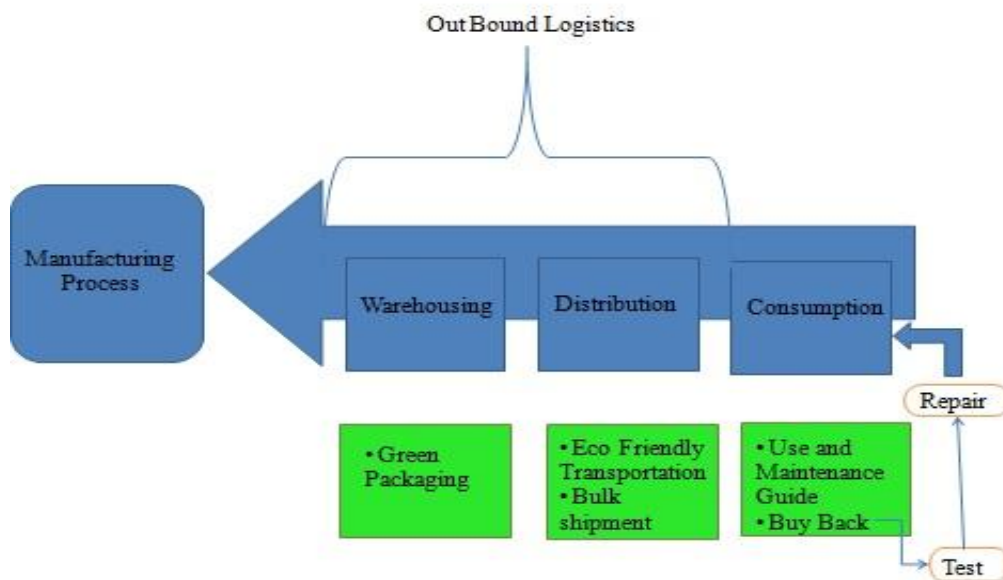 Out Bound Logistics
Manufacturing
Process
Warehousing
Distribution
Consumption
Repair
• Green
Packaging
• Eco Friendly
Transportation
• Bulk
shipment
• Use and
Maintenance
Guide
• Buy Back
Test